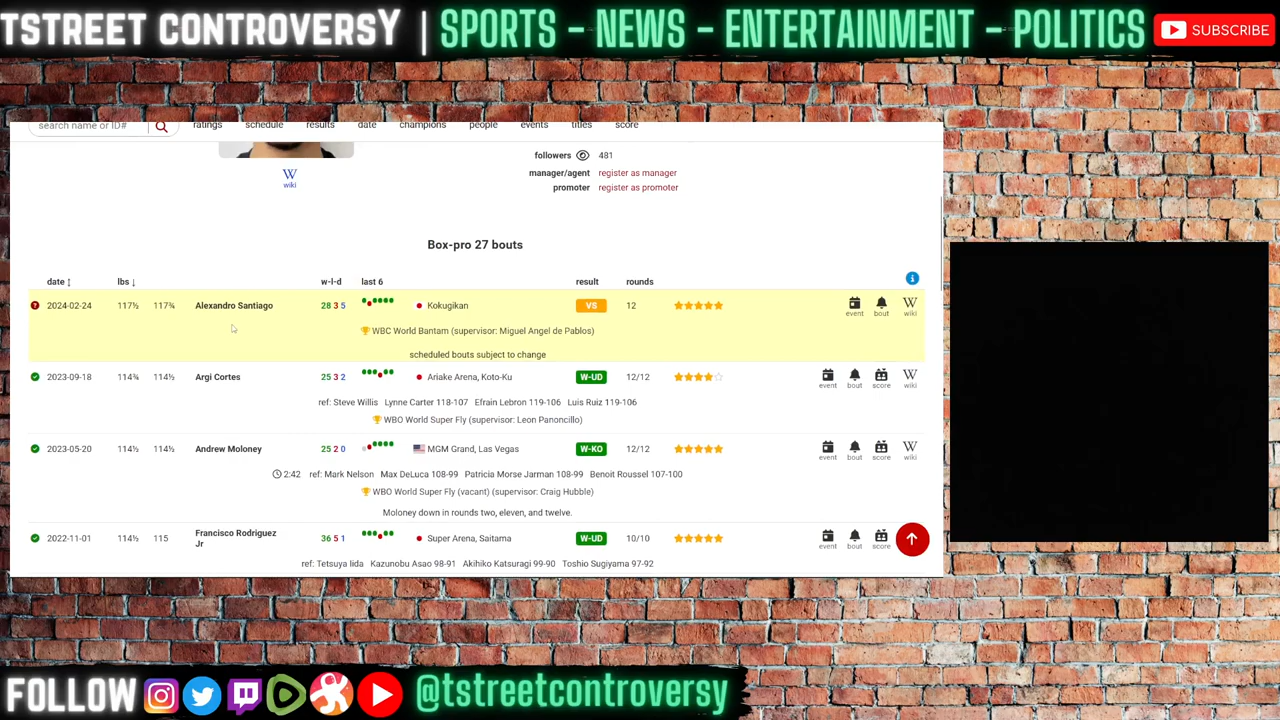 TSTREET CONTROVERSY | SPORTS - NEWS - ENTERTAINMENT - POLITICS SUBSCRIBE
search name or ID# ratings schedule results date champions people events titles score
followers 481
W
wiki
manager/agent register as manager
promoter register as promoter
Box-pro 27 bouts
date lbs w-l-d last 6 result rounds
2024-02-24 117½ 117¾ Alexandro Santiago 28 3 5 Kokugikan VS 12 event bout wiki
WBC World Bantam (supervisor: Miguel Angel de Pablos)
scheduled bouts subject to change
2023-09-18 114¾ 114½ Argi Cortes 25 3 2 Ariake Arena, Koto-Ku W-UD 12/12 event bout score wiki
ref: Steve Willis Lynne Carter 118-107 Efrain Lebron 119-106 Luis Ruiz 119-106
WBO World Super Fly (supervisor: Leon Panoncillo)
2023-05-20 114½ 114½ Andrew Moloney 25 2 0 MGM Grand, Las Vegas W-KO 12/12 event bout score wiki
2:42 ref: Mark Nelson Max DeLuca 108-99 Patricia Morse Jarman 108-99 Benoit Roussel 107-100
WBO World Super Fly (vacant) (supervisor: Craig Hubble)
Moloney down in rounds two, eleven, and twelve.
2022-11-01 114½ 115 Francisco Rodriguez Jr 36 5 1 Super Arena, Saitama W-UD 10/10 event bout score
ref: Tetsuya Iida Kazunobu Asao 98-91 Akihiko Katsuragi 99-90 Toshio Sugiyama 97-92
FOLLOW @tstreetcontroversy